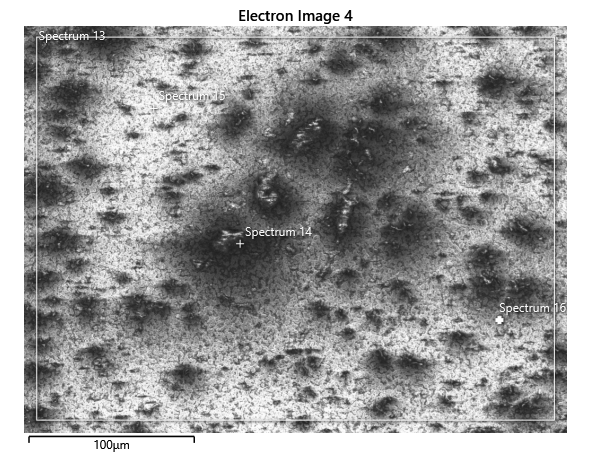 Electron Image 4
Spectrum 13
Spectrum 15
Spectrum 14
Spectrum 16
100µm